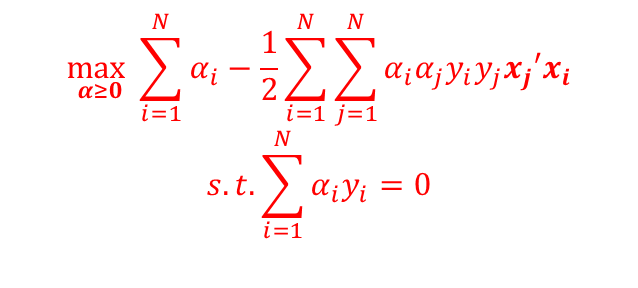 max_{α≥0} ∑_{i=1}^{N} α_i − 1/2 ∑_{i=1}^{N} ∑_{j=1}^{N} α_i α_j y_i y_j x_j′ x_i
s.t. ∑_{i=1}^{N} α_i y_i = 0